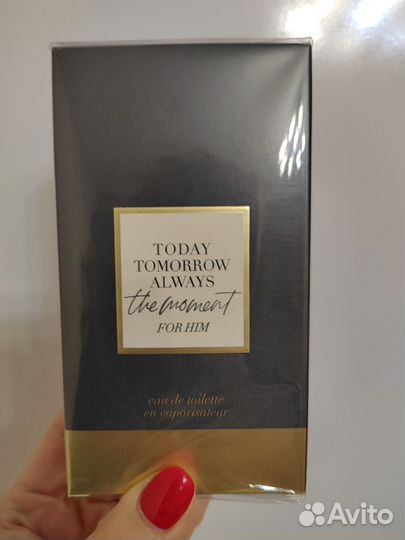 TODAY
TOMORROW
ALWAYS
the moment
FOR HIM
eau de toilette
en vaporisateur
Avito